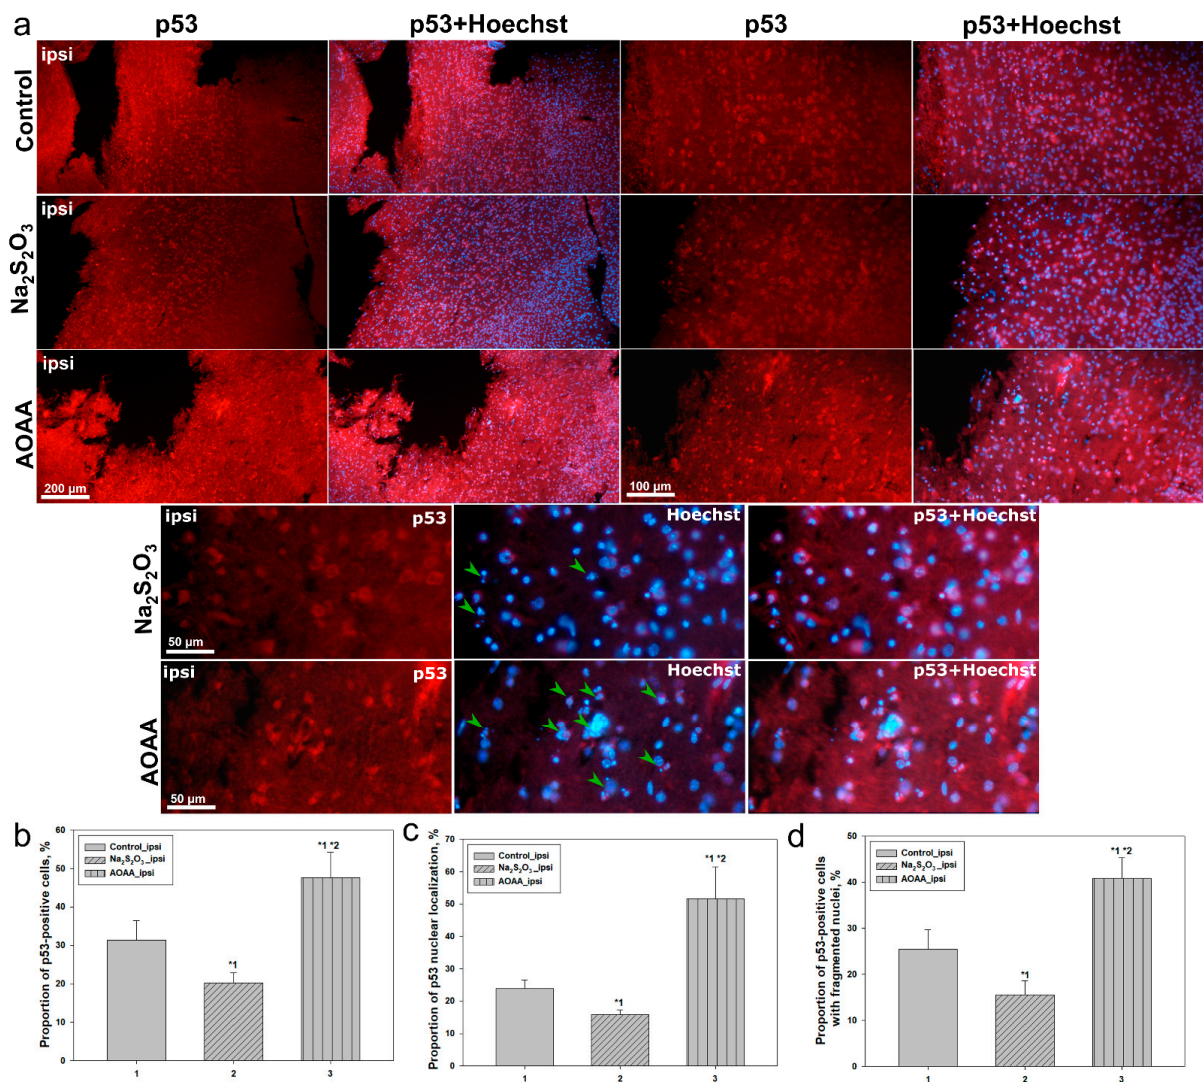 a
p53
p53+Hoechst
p53
p53+Hoechst
Control
ipsi
Na2S2O3
ipsi
AOAA
ipsi
200 µm
100 µm
Na2S2O3
ipsi
p53
Hoechst
p53+Hoechst
50 µm
AOAA
ipsi
p53
Hoechst
p53+Hoechst
50 µm
b
Proportion of p53-positive cells, %
60
50
40
30
20
10
0
Control_ipsi
Na2S2O3_ipsi
AOAA_ipsi
*1
*1 *2
1
2
3
c
Proportion of p53 nuclear localization, %
70
60
50
40
30
20
10
0
Control_ipsi
Na2S2O3_ipsi
AOAA_ipsi
*1
*1 *2
1
2
3
d
Proportion of p53-positive cells
with fragmented nuclei, %
50
40
30
20
10
0
Control_ipsi
Na2S2O3_ipsi
AOAA_ipsi
*1
*1 *2
1
2
3